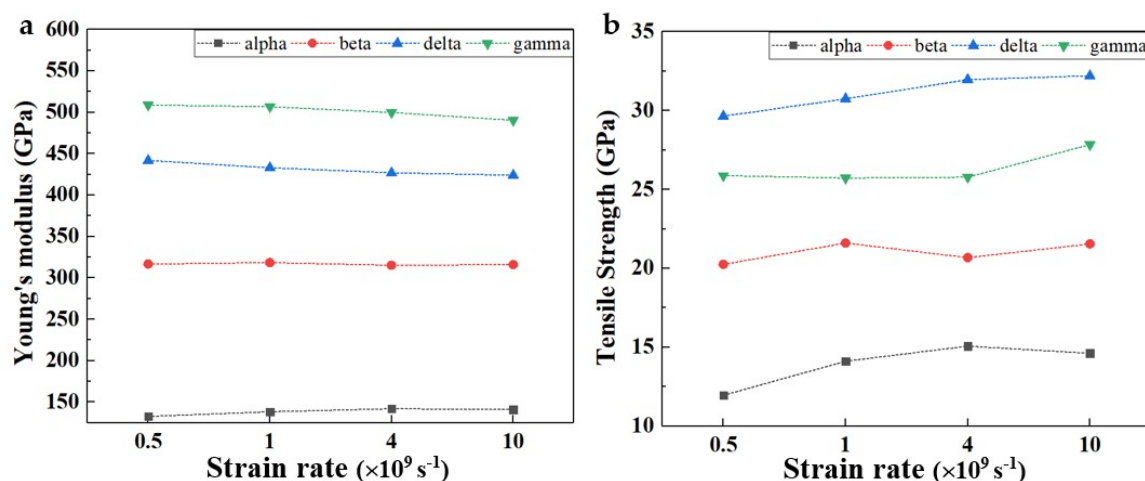 a
Young's modulus (GPa)
600
550
500
450
400
350
300
250
200
150
alpha beta delta gamma
0.5 1 4 10
Strain rate (×10⁹ s⁻¹)
b
Tensile Strength (GPa)
35
30
25
20
15
10
alpha beta delta gamma
0.5 1 4 10
Strain rate (×10⁹ s⁻¹)